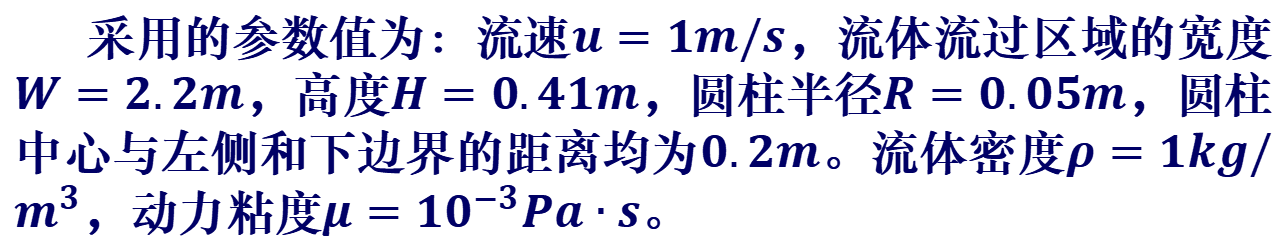 采用的参数值为：流速u = 1m/s，流体流过区域的宽度
W = 2.2m，高度H = 0.41m，圆柱半径R = 0.05m，圆柱
中心与左侧和下边界的距离均为0.2m。流体密度ρ = 1kg/
m³，动力粘度μ = 10⁻³Pa · s。